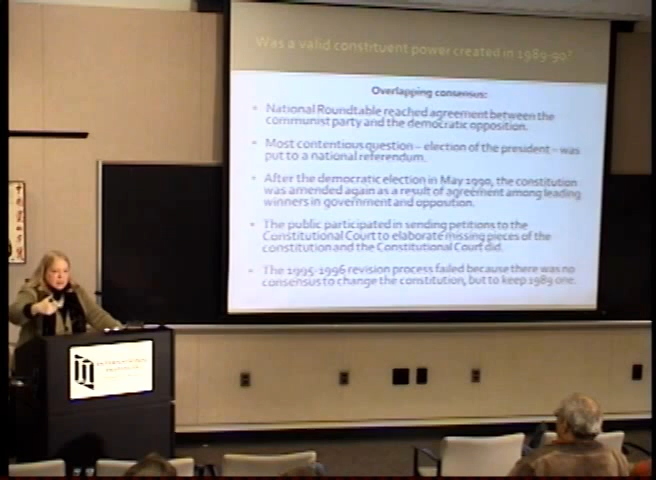 Was a valid constituent power created in 1989-90?
Overlapping consensus:
National Roundtable reached agreement between the
communist party and the democratic opposition.
Most contentious question – election of the president – was
put to a national referendum.
After the democratic election in May 1990, the constitution
was amended again as a result of agreement among leading
winners in government and opposition.
The public participated in sending petitions to the
Constitutional Court to elaborate missing pieces of the
constitution and the Constitutional Court did.
The 1995-1996 revision process failed because there was no
consensus to change the constitution, but to keep 1989 one.